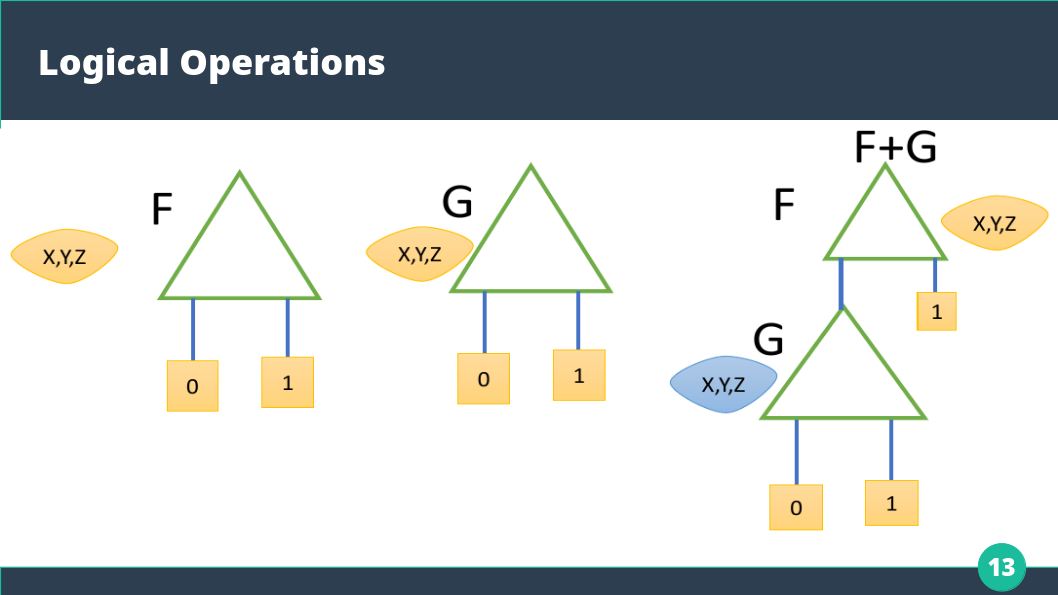 Logical Operations
F
X,Y,Z
0
1
G
X,Y,Z
0
1
F+G
F
X,Y,Z
1
G
X,Y,Z
0
1
13